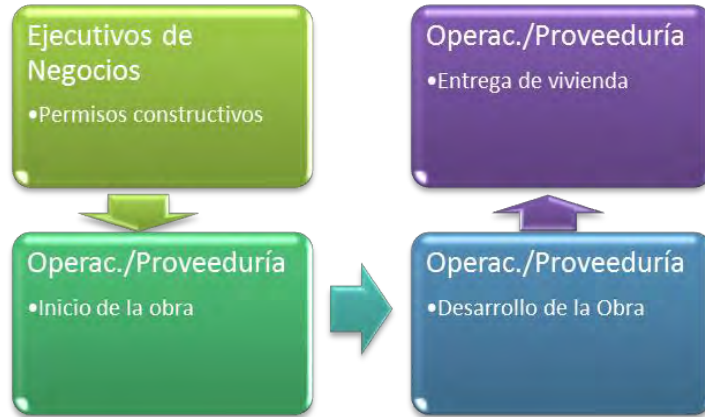 Ejecutivos de
Negocios
•Permisos constructivos
Operac./Proveeduría
•Inicio de la obra
Operac./Proveeduría
•Desarrollo de la Obra
Operac./Proveeduría
•Entrega de vivienda